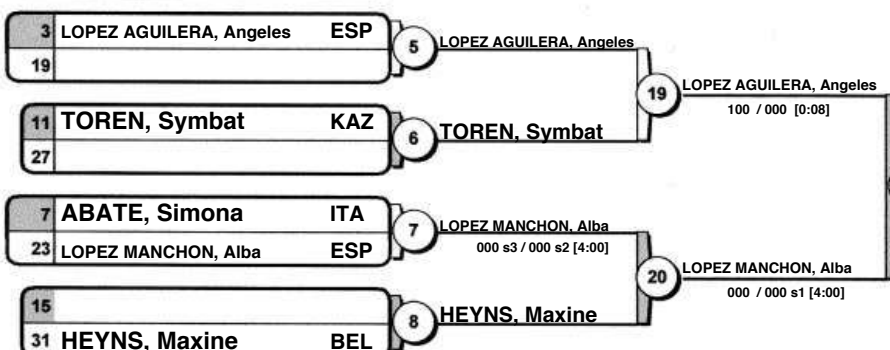 3 LOPEZ AGUILERA, Angeles ESP
19
5
LOPEZ AGUILERA, Angeles
11 TOREN, Symbat KAZ
27
6
TOREN, Symbat
19
LOPEZ AGUILERA, Angeles
100 / 000 [0:08]
7 ABATE, Simona ITA
23 LOPEZ MANCHON, Alba ESP
7
LOPEZ MANCHON, Alba
000 s3 / 000 s2 [4:00]
15
31 HEYNS, Maxine BEL
8
HEYNS, Maxine
20
LOPEZ MANCHON, Alba
000 / 000 s1 [4:00]